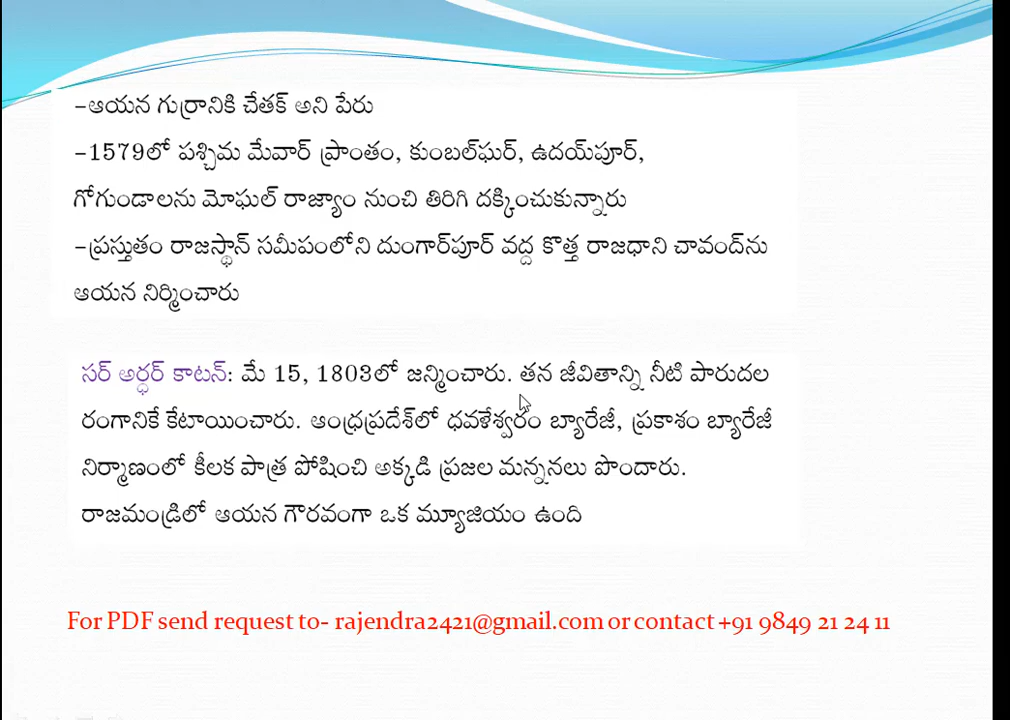 -ఆయన గుర్రానికి చేతక్ అని పేరు
-1579లో పశ్చిమ మేవార్ ప్రాంతం, కుంబల్‌ఘర్, ఉదయ్‌పూర్,
గోగుండాలను మోఘల్ రాజ్యాం నుంచి తిరిగి దక్కించుకున్నారు
-ప్రస్తుతం రాజస్థాన్ సమీపంలోని దుంగార్‌పూర్ వద్ద కొత్త రాజధాని చావంద్‌ను
ఆయన నిర్మించారు
సర్ అర్థర్ కాటన్: మే 15, 1803లో జన్మించారు. తన జీవితాన్ని నీటి పారుదల
రంగానికే కేటాయించారు. ఆంధ్రప్రదేశ్‌లో ధవళేశ్వరం బ్యారేజీ, ప్రకాశం బ్యారేజీ
నిర్మాణంలో కీలక పాత్ర పోషించి అక్కడి ప్రజల మన్ననలు పొందారు.
రాజమండ్రిలో ఆయన గౌరవంగా ఒక మ్యూజియం ఉంది
For PDF send request to- rajendra2421@gmail.com or contact +91 9849 21 24 11